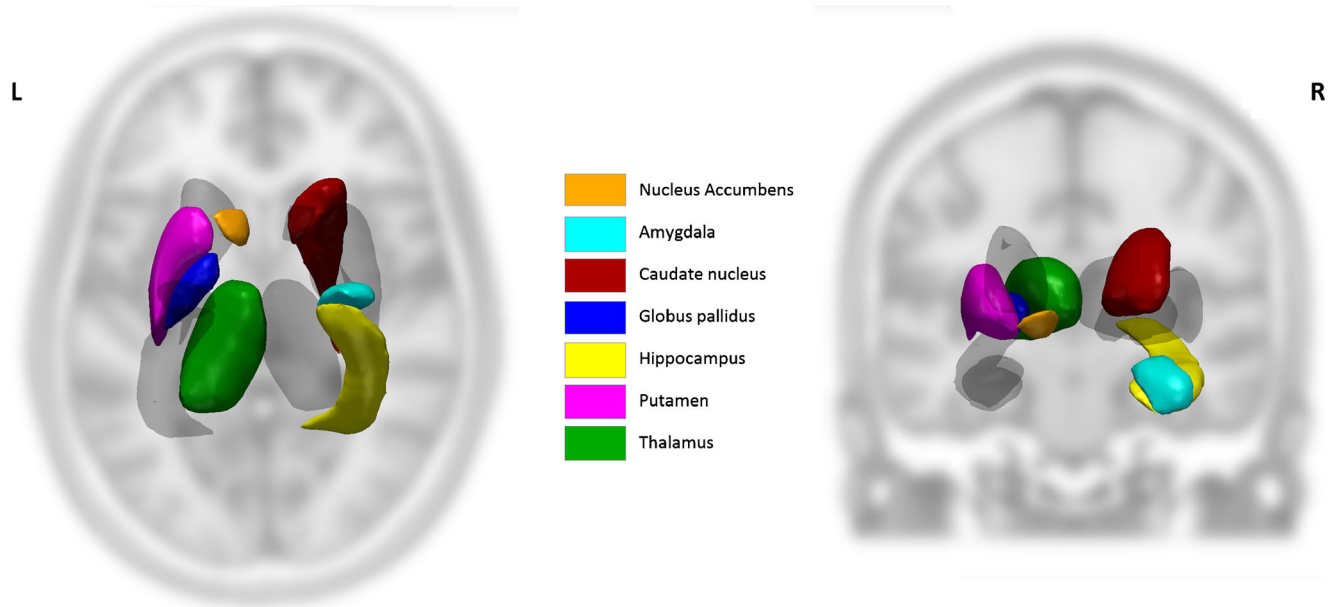 L
R
Nucleus Accumbens
Amygdala
Caudate nucleus
Globus pallidus
Hippocampus
Putamen
Thalamus